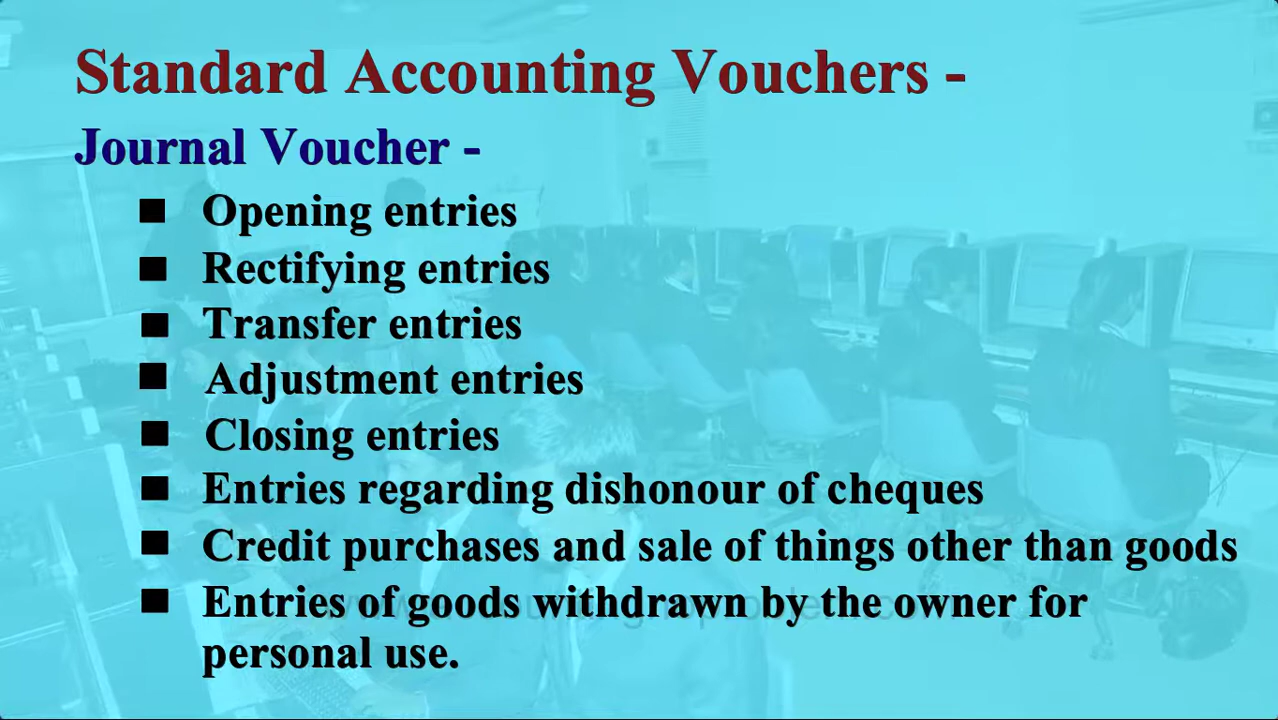 Standard Accounting Vouchers -
Journal Voucher -
■ Opening entries
■ Rectifying entries
■ Transfer entries
■ Adjustment entries
■ Closing entries
■ Entries regarding dishonour of cheques
■ Credit purchases and sale of things other than goods
■ Entries of goods withdrawn by the owner for
personal use.